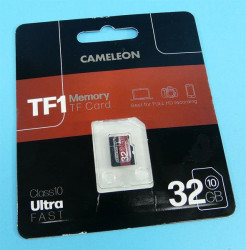 CAMELEON
TF1 Memory
TF Card
Ideal for FULL HD recording
32
Class10
Ultra
FAST
32 GB
10